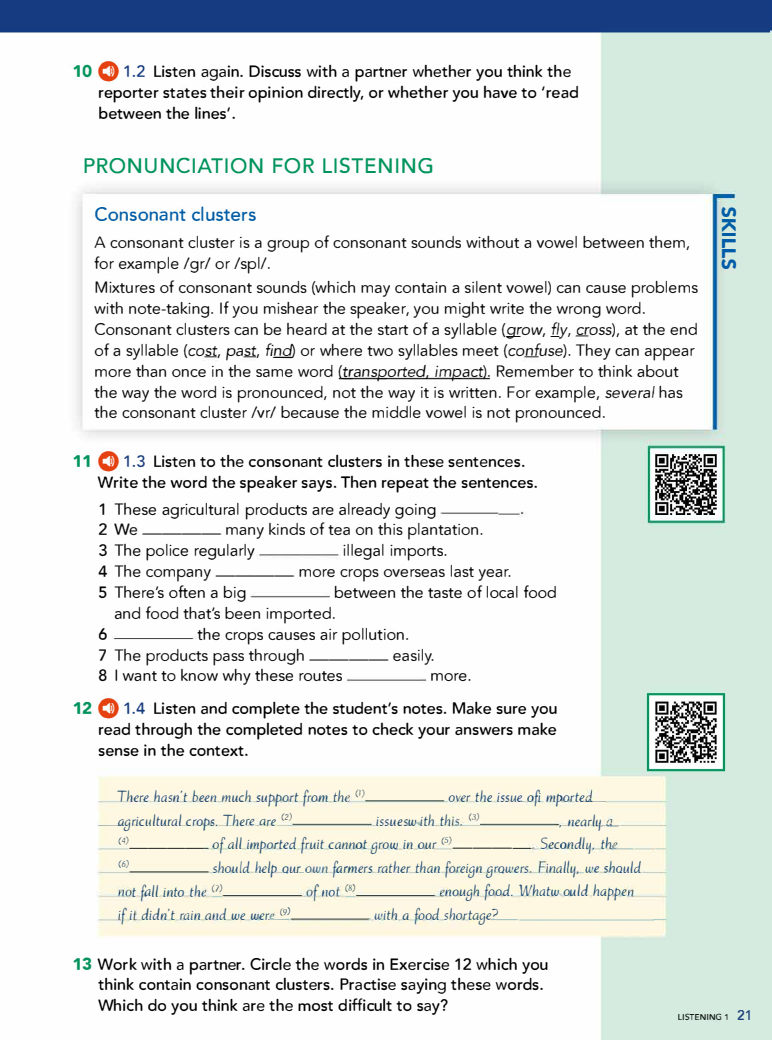 10 1.2 Listen again. Discuss with a partner whether you think the
reporter states their opinion directly, or whether you have to ‘read
between the lines’.
PRONUNCIATION FOR LISTENING
Consonant clusters
A consonant cluster is a group of consonant sounds without a vowel between them,
for example /gr/ or /spl/.
Mixtures of consonant sounds (which may contain a silent vowel) can cause problems
with note-taking. If you mishear the speaker, you might write the wrong word.
Consonant clusters can be heard at the start of a syllable (grow, fly, cross), at the end
of a syllable (cost, past, find) or where two syllables meet (confuse). They can appear
more than once in the same word (transported, impact). Remember to think about
the way the word is pronounced, not the way it is written. For example, several has
the consonant cluster /vr/ because the middle vowel is not pronounced.
SKILLS
11 1.3 Listen to the consonant clusters in these sentences.
Write the word the speaker says. Then repeat the sentences.
1 These agricultural products are already going __________.
2 We __________ many kinds of tea on this plantation.
3 The police regularly __________ illegal imports.
4 The company __________ more crops overseas last year.
5 There’s often a big __________ between the taste of local food
and food that’s been imported.
6 __________ the crops causes air pollution.
7 The products pass through __________ easily.
8 I want to know why these routes __________ more.
12 1.4 Listen and complete the student’s notes. Make sure you
read through the completed notes to check your answers make
sense in the context.
There hasn’t been much support from the (1)__________ over the issue ofi mported
agricultural crops. There are (2)__________ issueswith this. (3)__________, nearly a
(4)__________ of all imported fruit cannot grow in our (5)__________. Secondly, the
(6)__________ should help our own farmers rather than foreign growers. Finally, we should
not fall into the (7)__________ of not (8)__________ enough food. Whatw ould happen
if it didn’t rain and we were (9)__________ with a food shortage?
13 Work with a partner. Circle the words in Exercise 12 which you
think contain consonant clusters. Practise saying these words.
Which do you think are the most difficult to say?
LISTENING 1 21